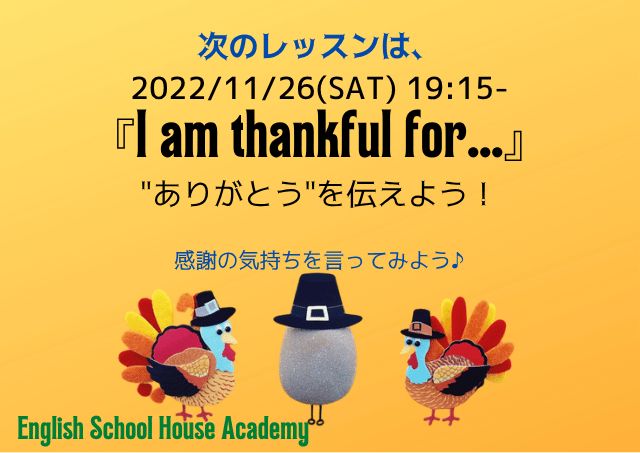 次のレッスンは、
2022/11/26(SAT) 19:15-
『I am thankful for...』
"ありがとう"を伝えよう！
感謝の気持ちを言ってみよう♪
English School House Academy